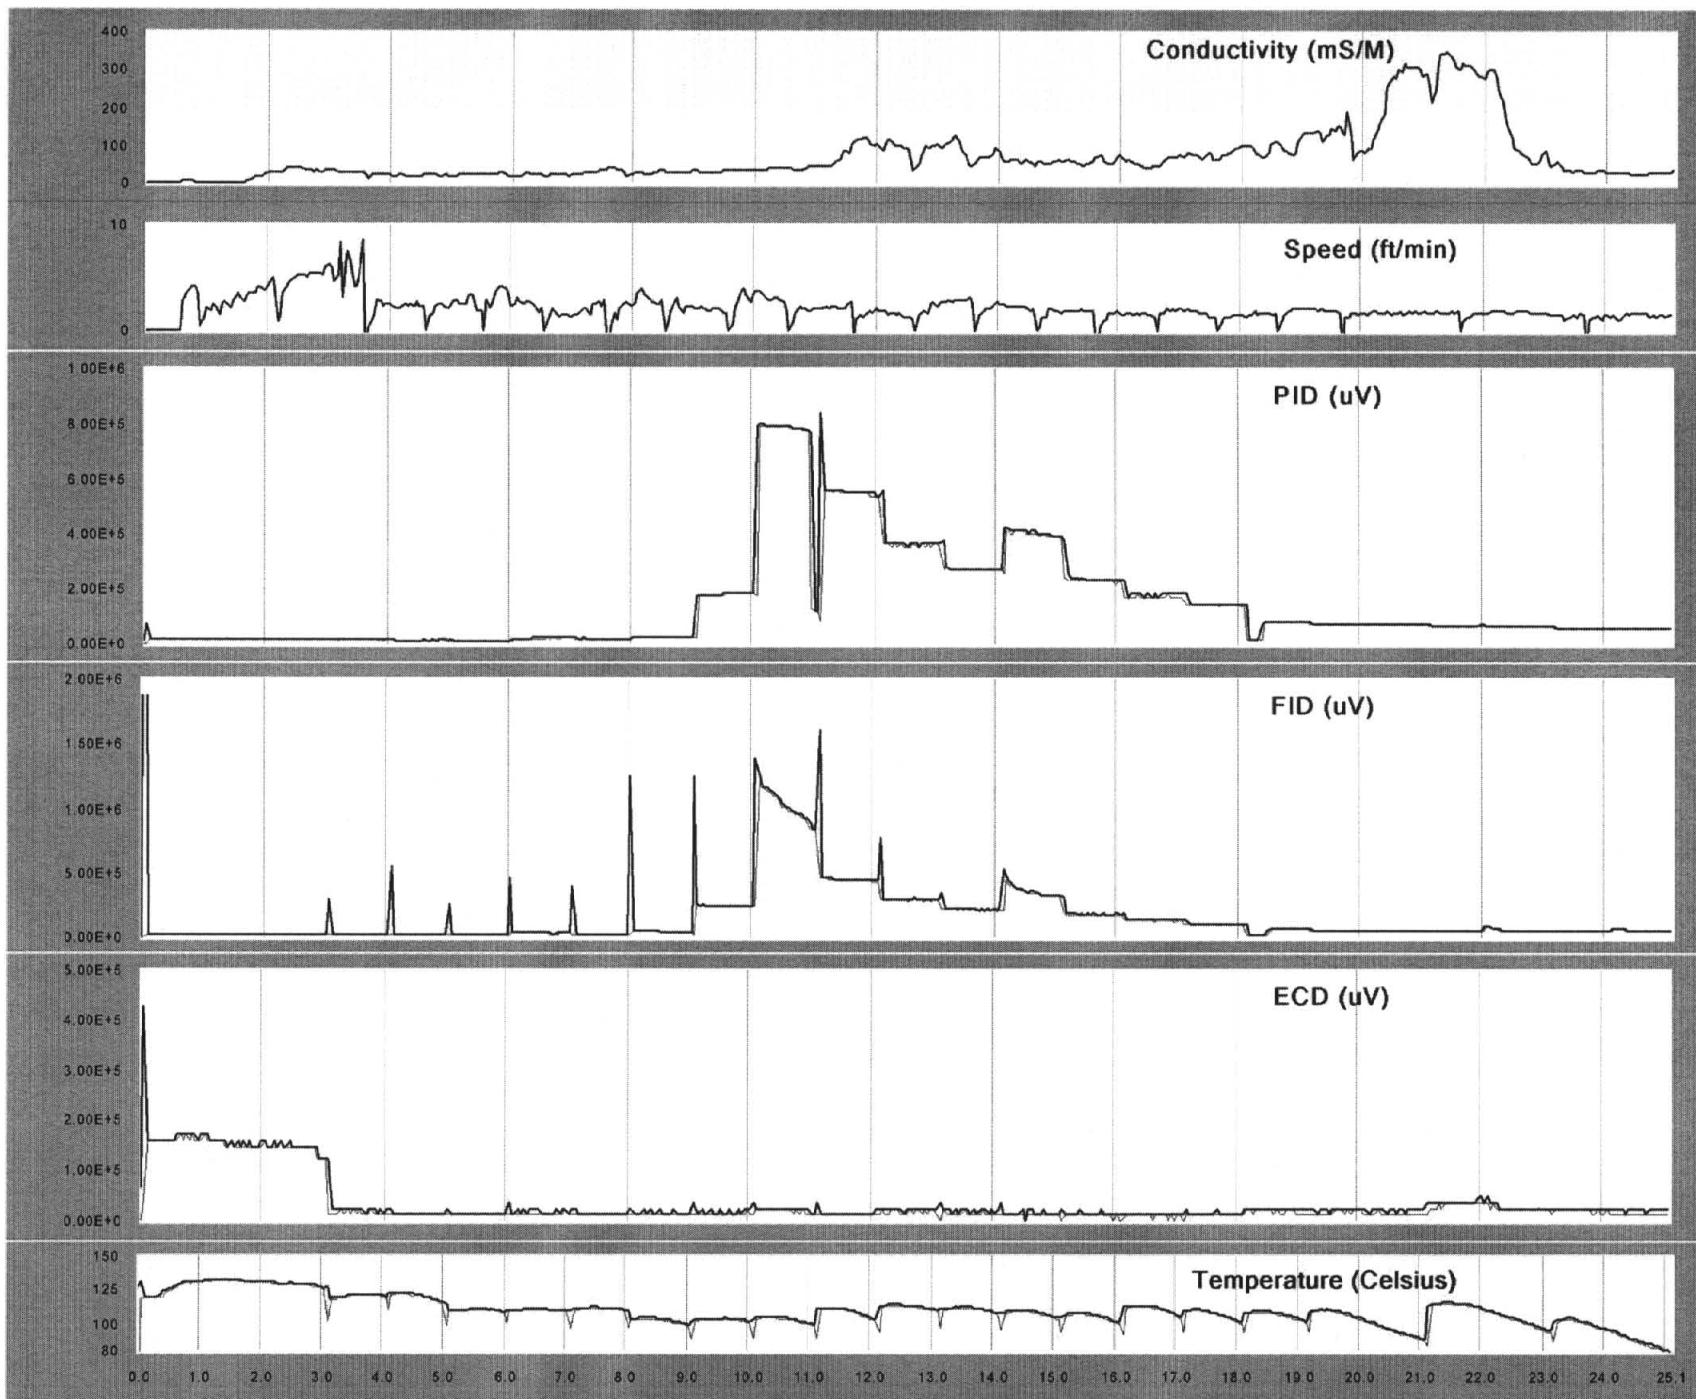 400
Conductivity (mS/M)
300
200
100
0
10
Speed (ft/min)
0
1.00E+6
PID (uV)
8.00E+5
6.00E+5
4.00E+5
2.00E+5
0.00E+0
2.00E+6
FID (uV)
1.50E+6
1.00E+6
5.00E+5
0.00E+0
5.00E+5
ECD (uV)
4.00E+5
3.00E+5
2.00E+5
1.00E+5
0.00E+0
150
Temperature (Celsius)
125
100
80
0.0 1.0 2.0 3.0 4.0 5.0 6.0 7.0 8.0 9.0 10.0 11.0 12.0 13.0 14.0 15.0 16.0 17.0 18.0 19.0 20.0 21.0 22.0 23.0 24.0 25.1